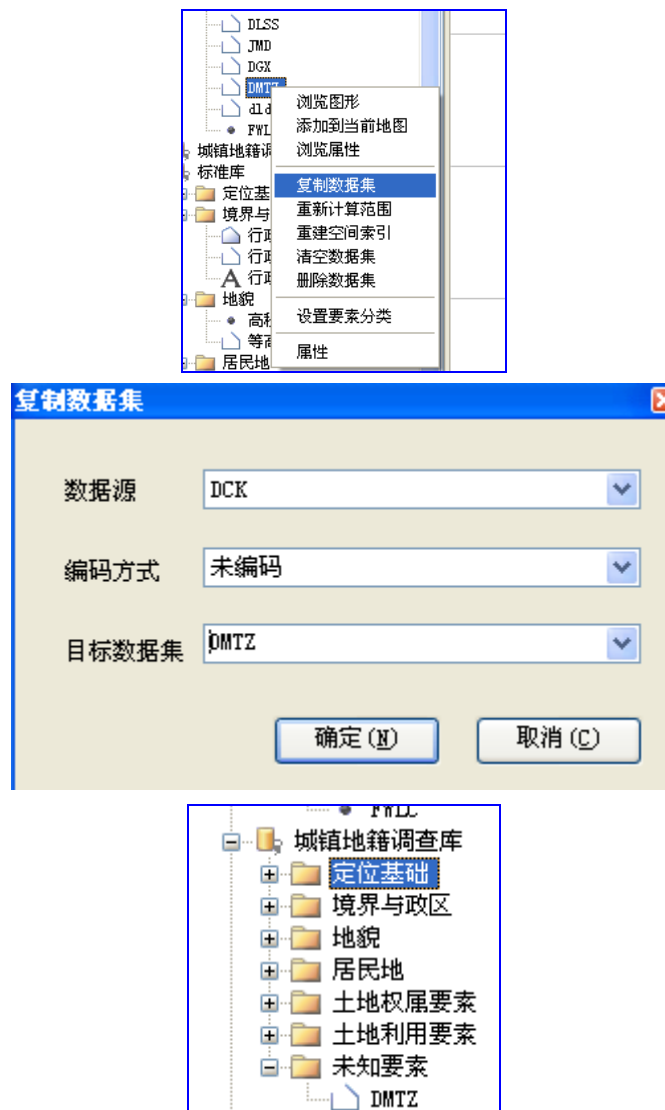 DLSS
JMD
DGX
DMTZ
浏览图形
添加到当前地图
浏览属性
城镇地籍
标准库
复制数据集
定位基
重新计算范围
境界与
重建空间索引
行政
清空数据集
行政
删除数据集
行政
地貌
设置要素分类
高程
等高
属性
居民地
复制数据集
数据源 DCK
编码方式 未编码
目标数据集 DMTZ
确定(N) 取消(C)
城镇地籍调查库
定位基础
境界与政区
地貌
居民地
土地权属要素
土地利用要素
未知要素
DMTZ